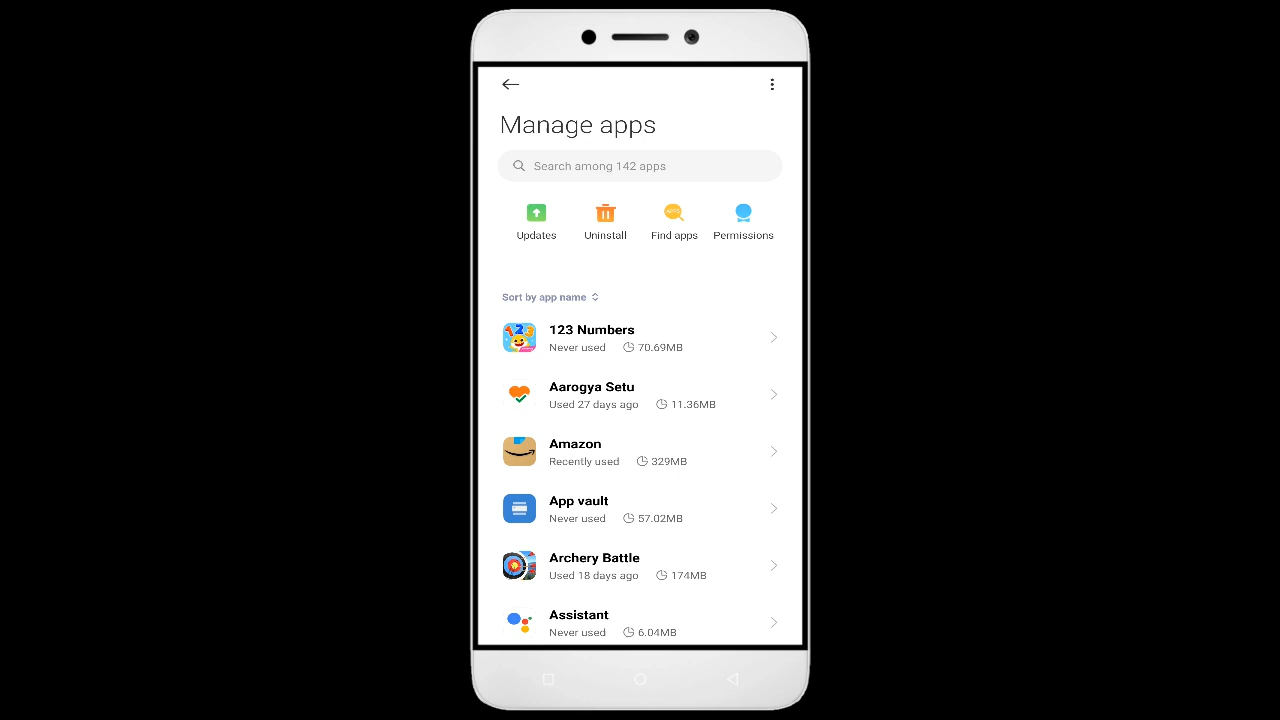 Manage apps
Search among 142 apps
Updates Uninstall Find apps Permissions
Sort by app name
123 Numbers
Never used 70.69MB
Aarogya Setu
Used 27 days ago 11.36MB
Amazon
Recently used 329MB
App vault
Never used 57.02MB
Archery Battle
Used 18 days ago 174MB
Assistant
Never used 6.04MB